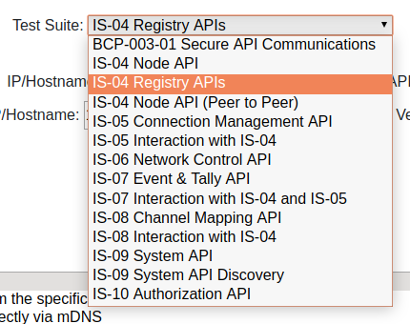 Test Suite: IS-04 Registry APIs
BCP-003-01 Secure API Communications
IS-04 Node API
IP/Hostname
IS-04 Registry APIs
API
IS-04 Node API (Peer to Peer)
/Hostname:
IS-05 Connection Management API
Ve
IS-05 Interaction with IS-04
IS-06 Network Control API
IS-07 Event & Tally API
IS-07 Interaction with IS-04 and IS-05
IS-08 Channel Mapping API
IS-08 Interaction with IS-04
IS-09 System API
IS-09 System API Discovery
IS-10 Authorization API
m the specific
ectly via mDNS